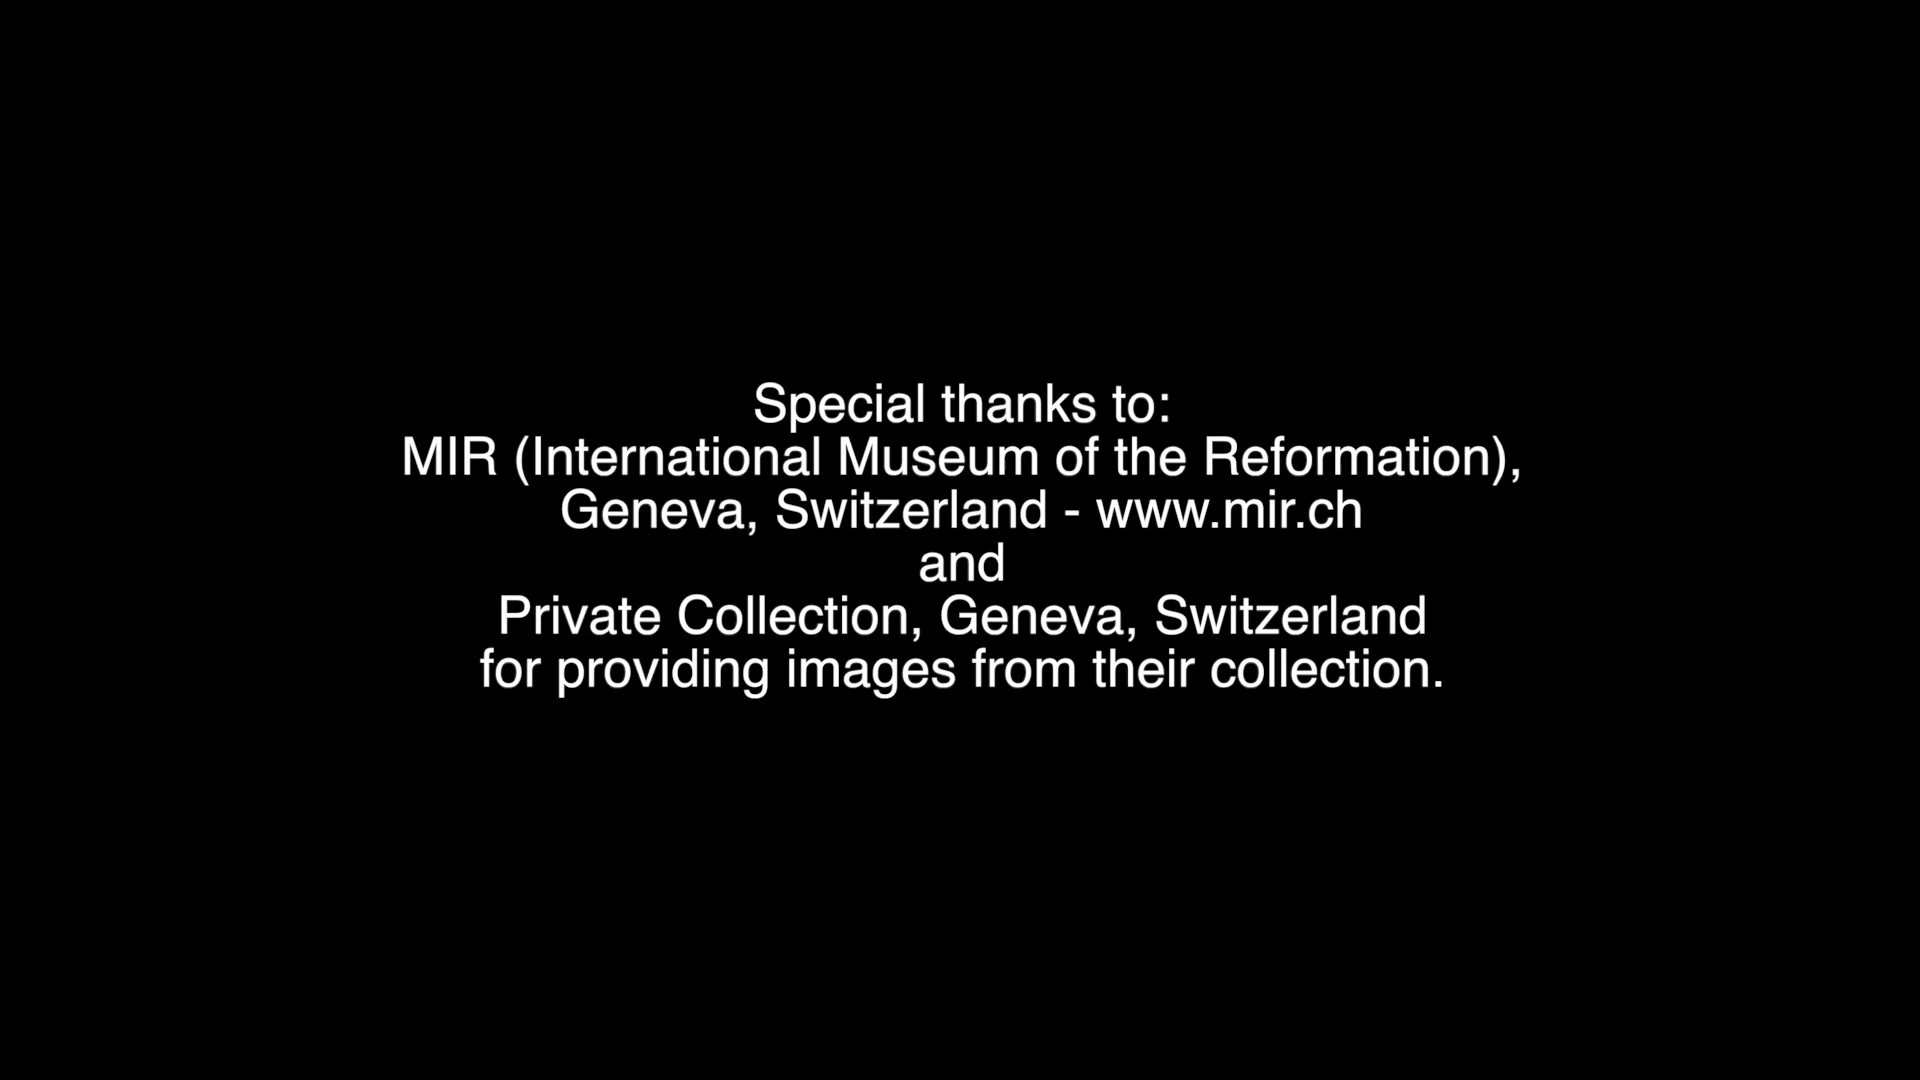 Special thanks to:
MIR (International Museum of the Reformation),
Geneva, Switzerland - www.mir.ch
and
Private Collection, Geneva, Switzerland
for providing images from their collection.